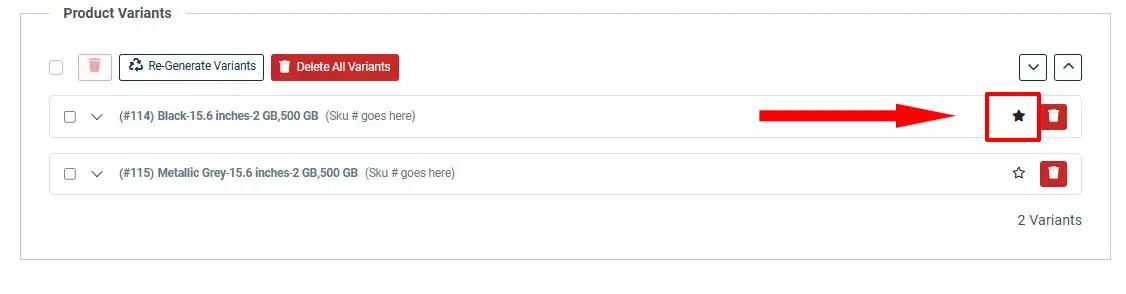 Product Variants
Re-Generate Variants Delete All Variants
(#114) Black-15.6 inches-2 GB,500 GB (Sku # goes here)
(#115) Metallic Grey-15.6 inches-2 GB,500 GB (Sku # goes here)
2 Variants